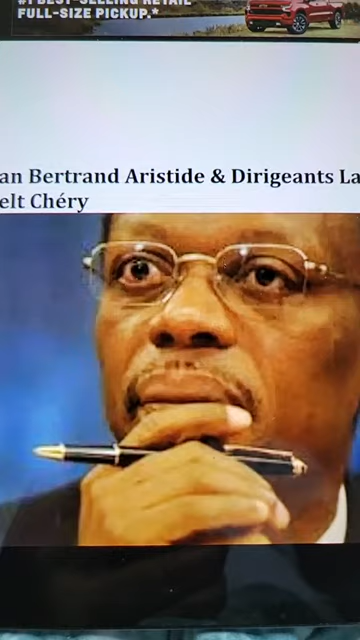 #1 BEST-SELLING RETAIL
FULL-SIZE PICKUP.*
an Bertrand Aristide & Dirigeants La
elt Chéry